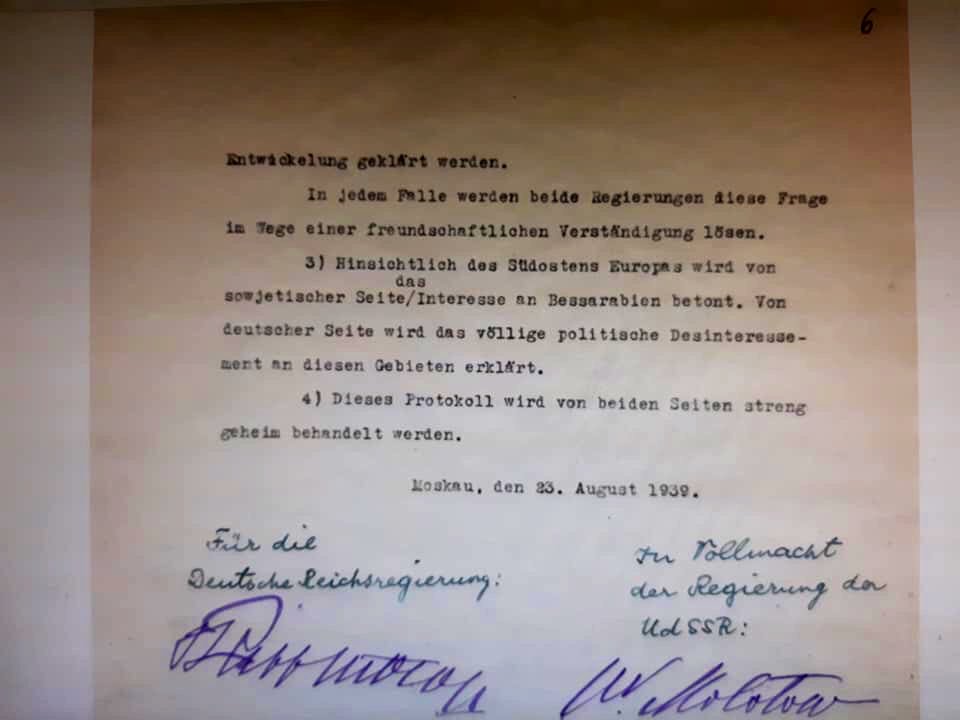 6
Entwickelung geklärt werden.
In jedem Falle werden beide Regierungen diese Frage
im Wege einer freundschaftlichen Verständigung lösen.
3) Hinsichtlich des Südostens Europas wird von
das
sowjetischer Seite/Interesse an Bessarabien betont. Von
deutscher Seite wird das völlige politische Desinteresse-
ment an diesen Gebieten erklärt.
4) Dieses Protokoll wird von beiden Seiten streng
geheim behandelt werden.
Moskau, den 23. August 1939.
Für die
Deutsche Reichsregierung:
In Vollmacht
der Regierung der
UdSSR:
W. Molotow